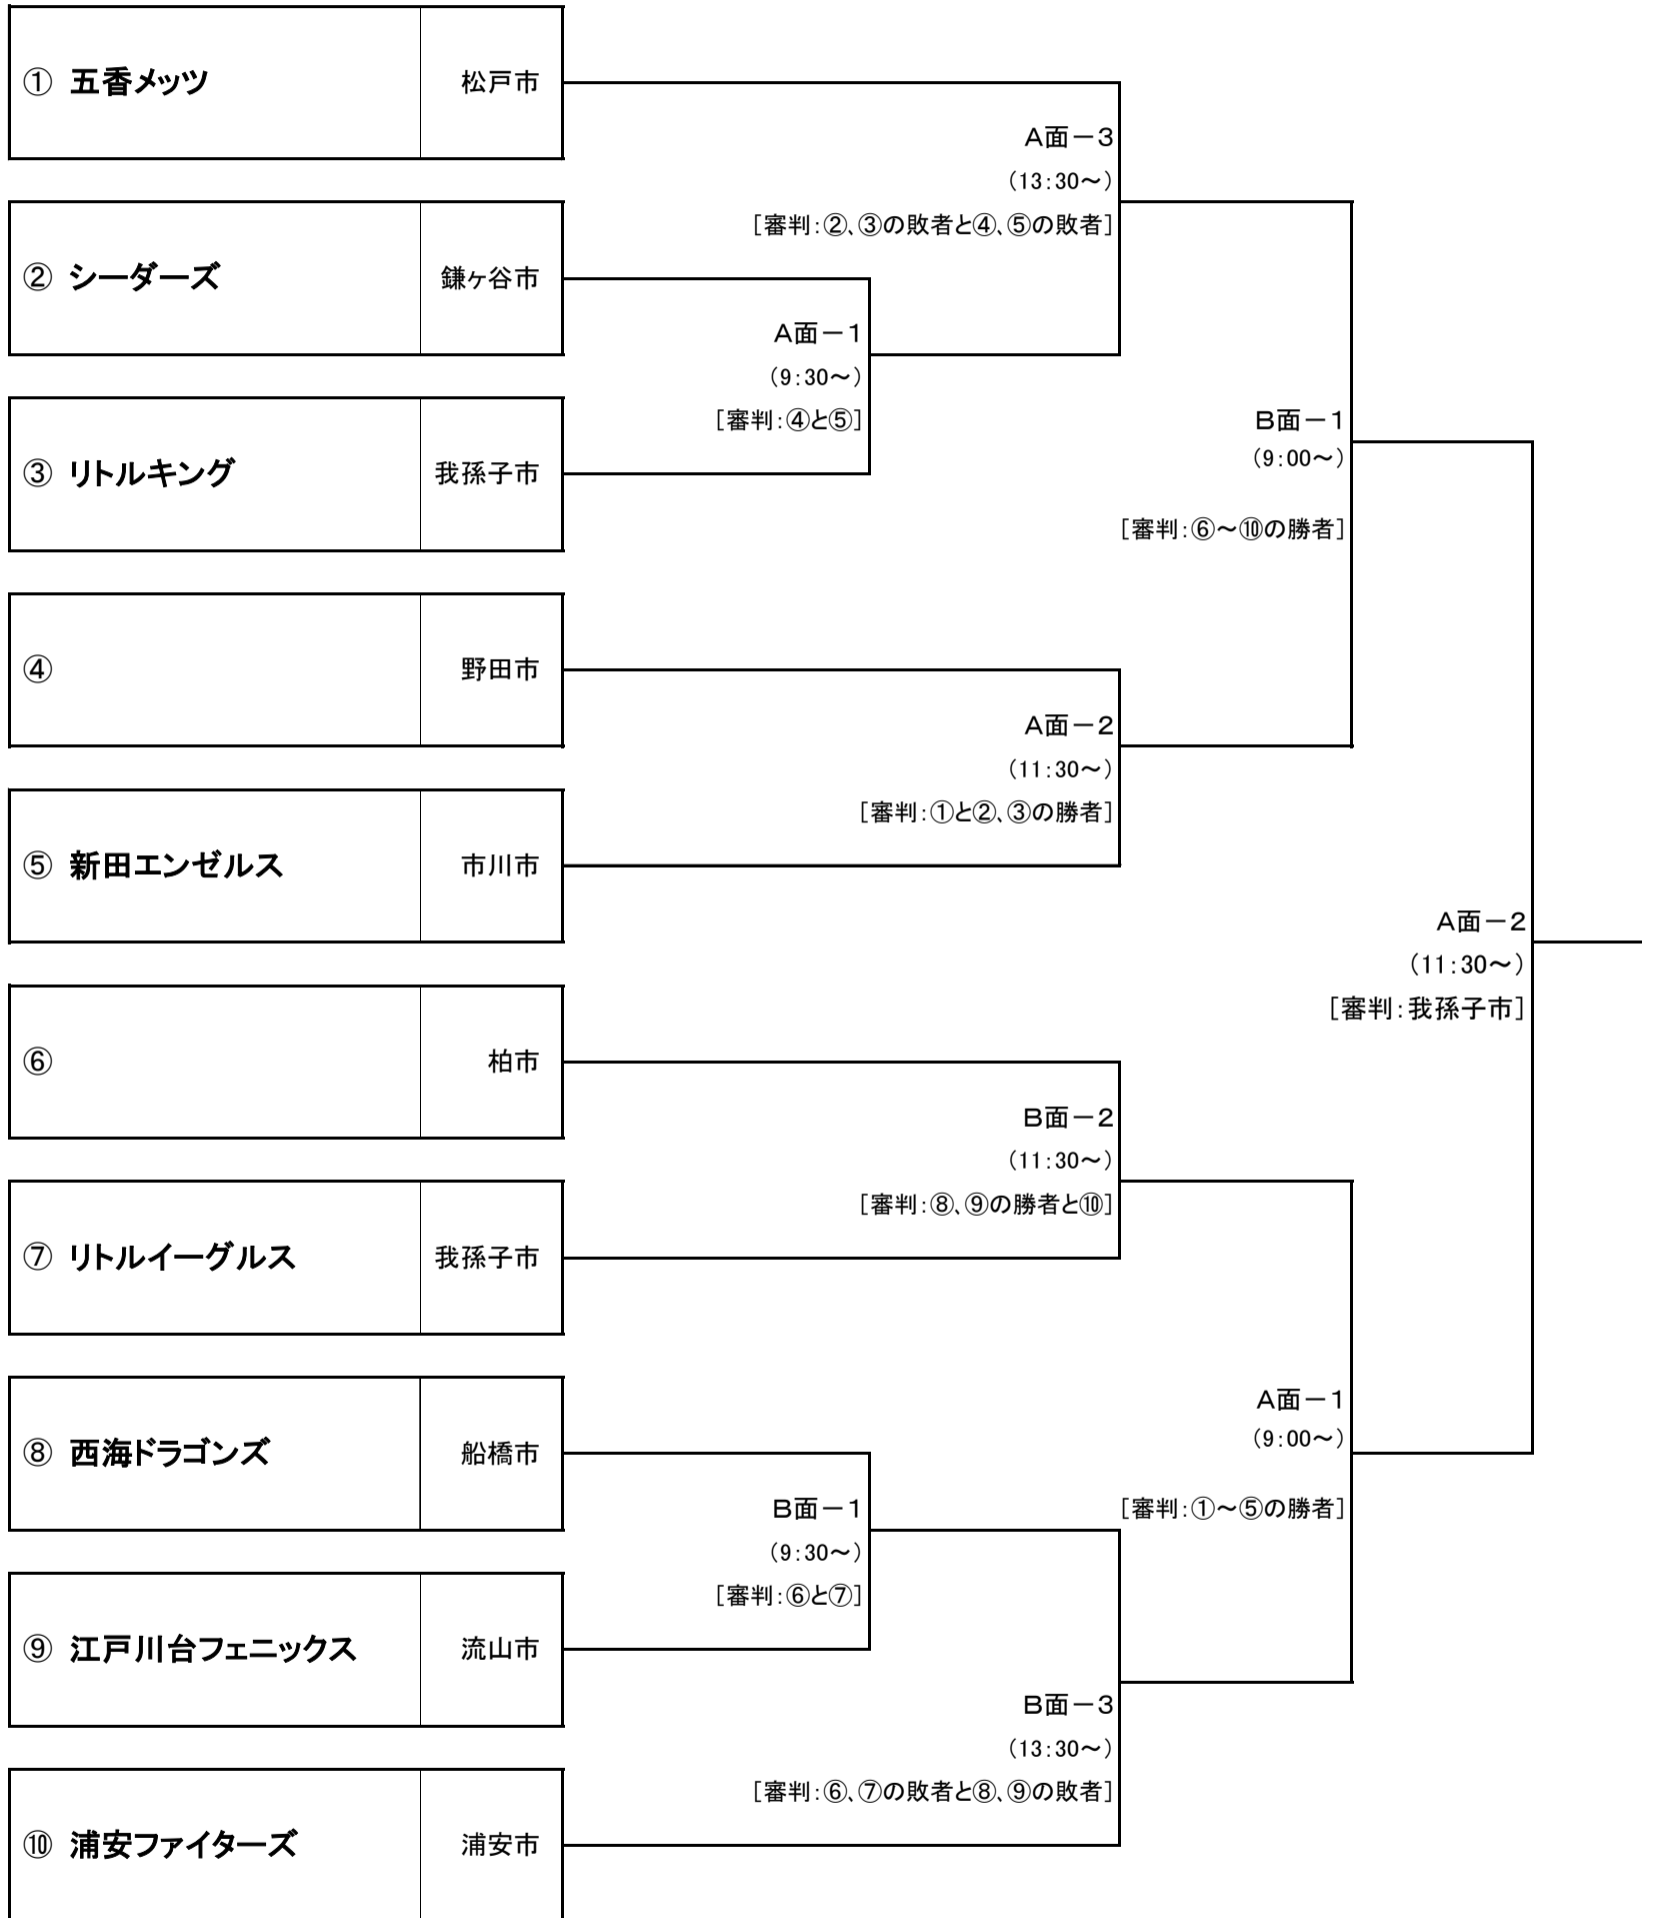 ① 五香メッツ 松戸市
A面－3
(13:30～)
[審判:②、③の敗者と④、⑤の敗者]
② シーダーズ 鎌ヶ谷市
A面－1
(9:30～)
[審判:④と⑤]
B面－1
(9:00～)
③ リトルキング 我孫子市
[審判:⑥～⑩の勝者]
④ 野田市
A面－2
(11:30～)
[審判:①と②、③の勝者]
⑤ 新田エンゼルス 市川市
A面－2
(11:30～)
[審判:我孫子市]
⑥ 柏市
B面－2
(11:30～)
[審判:⑧、⑨の勝者と⑩]
⑦ リトルイーグルス 我孫子市
A面－1
(9:00～)
⑧ 西海ドラゴンズ 船橋市
B面－1
[審判:①～⑤の勝者]
(9:30～)
[審判:⑥と⑦]
⑨ 江戸川台フェニックス 流山市
B面－3
(13:30～)
[審判:⑥、⑦の敗者と⑧、⑨の敗者]
⑩ 浦安ファイターズ 浦安市